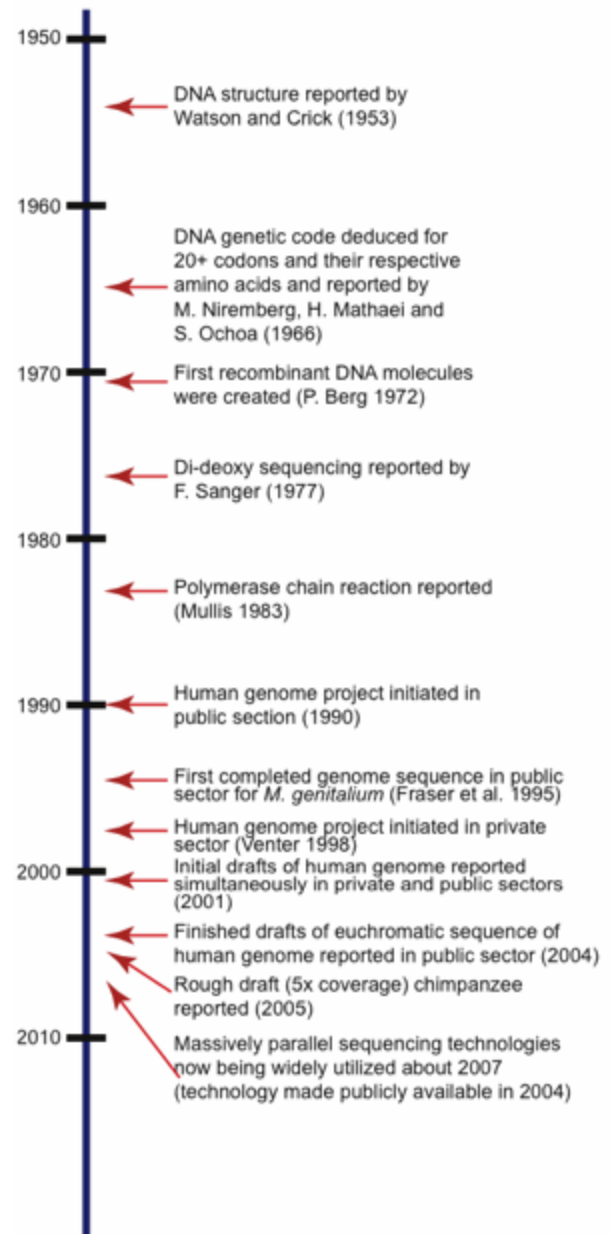 1950
DNA structure reported by
Watson and Crick (1953)
1960
DNA genetic code deduced for
20+ codons and their respective
amino acids and reported by
M. Niremberg, H. Mathaei and
S. Ochoa (1966)
1970
First recombinant DNA molecules
were created (P. Berg 1972)
Di-deoxy sequencing reported by
F. Sanger (1977)
1980
Polymerase chain reaction reported
(Mullis 1983)
1990
Human genome project initiated in
public section (1990)
First completed genome sequence in public
sector for M. genitalium (Fraser et al. 1995)
Human genome project initiated in private
sector (Venter 1998)
2000
Initial drafts of human genome reported
simultaneously in private and public sectors
(2001)
Finished drafts of euchromatic sequence of
human genome reported in public sector (2004)
Rough draft (5x coverage) chimpanzee
reported (2005)
2010
Massively parallel sequencing technologies
now being widely utilized about 2007
(technology made publicly available in 2004)